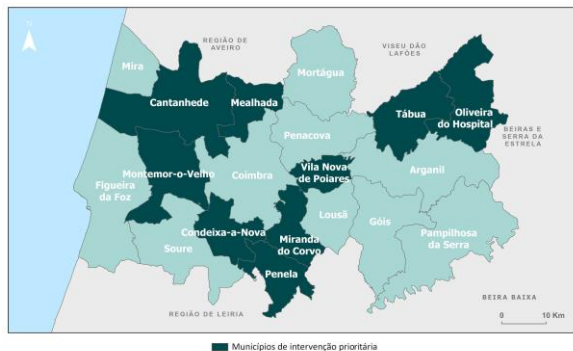 N
REGIÃO DE
AVEIRO
VISEU DÃO
LAFÕES
Mira
Mortágua
Cantanhede
Mealhada
Tábua
Oliveira
do Hospital
Penacova
BEIRAS E
SERRA DA
ESTRELA
Vila Nova
de Poiares
Arganil
Montemor-o-Velho
Coimbra
Figueira
da Foz
Lousã
Góis
Condeixa-a-Nova
Miranda
do Corvo
Pampilhosa
da Serra
Soure
Penela
REGIÃO DE LEIRIA
BEIRA BAIXA
0 10 Km
Municípios de intervenção prioritária